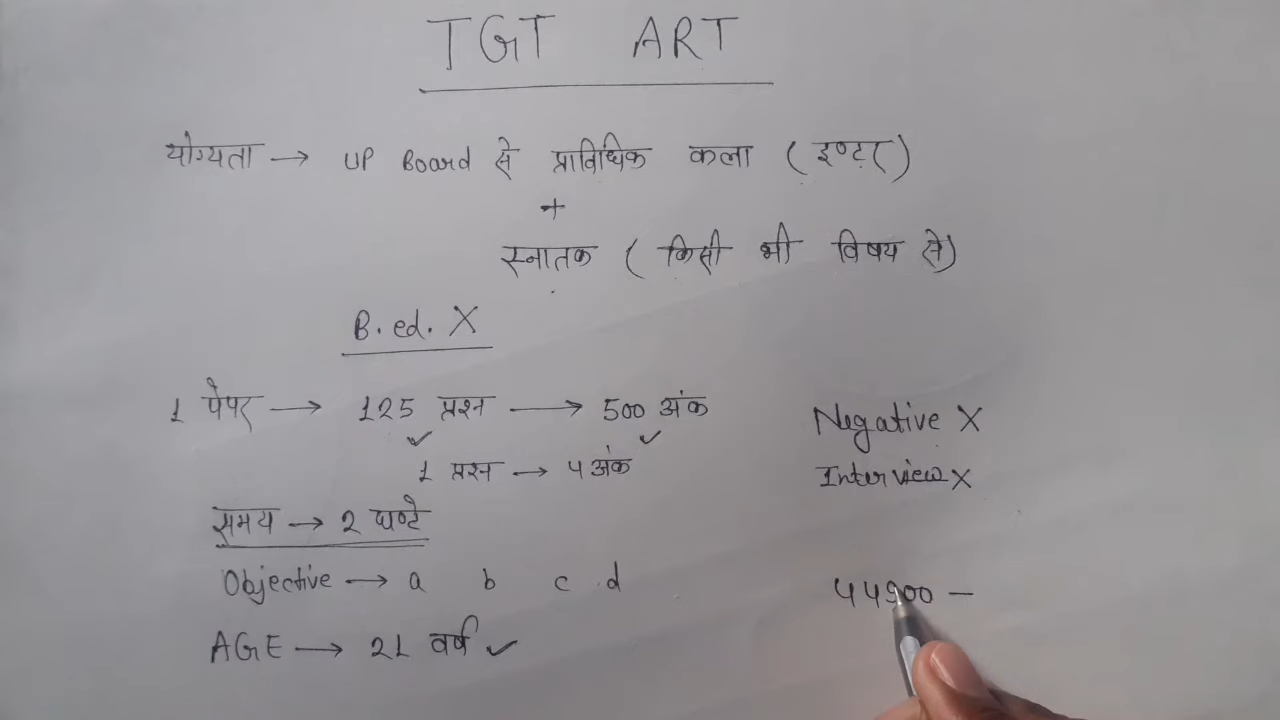 TGT ART
योग्यता → UP Board से प्राविधिक कला (इण्टर)
+
स्नातक (किसी भी विषय से)
B. ed. X
1 पेपर → 125 प्रश्न → 500 अंक
1 प्रश्न → 4 अंक
Negative X
Interview X
समय → 2 घण्टे
Objective → a b c d
44900 —
AGE → 21 वर्ष ✓